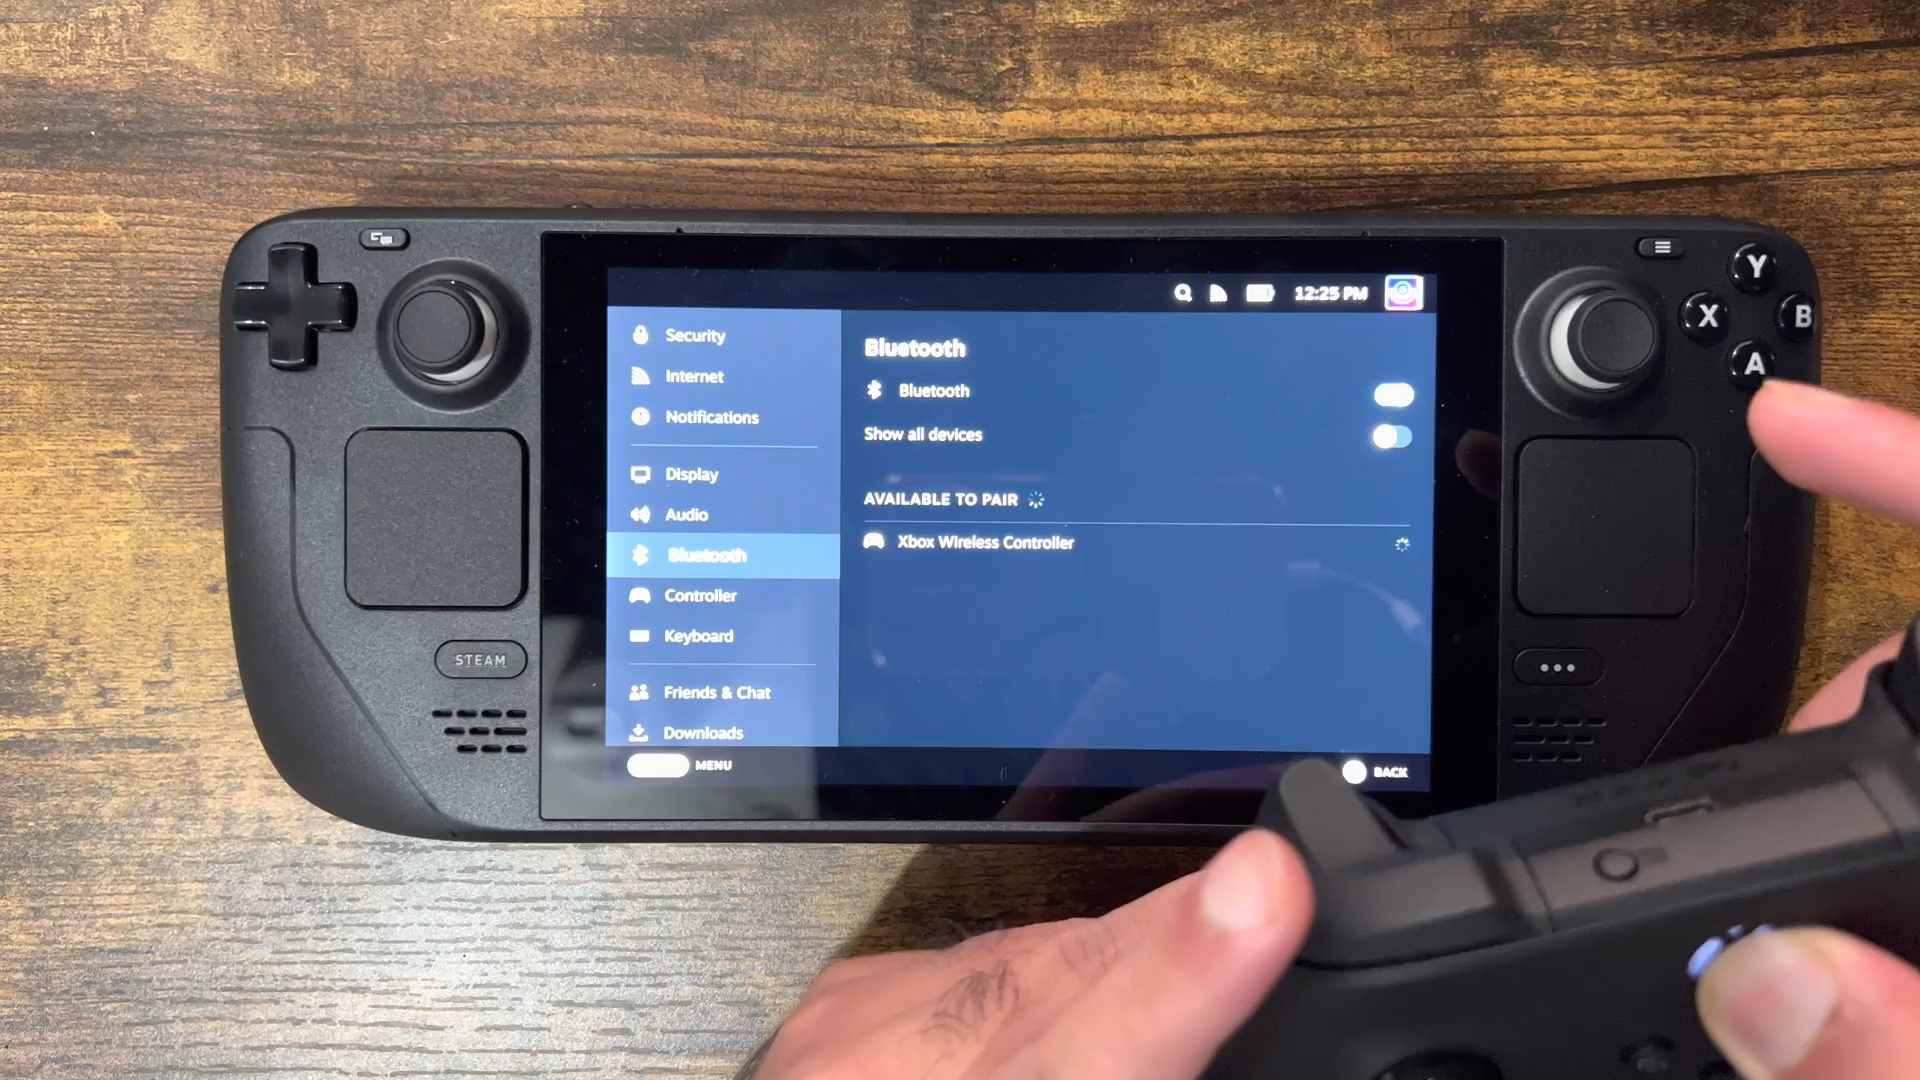 12:25 PM
Security
Internet
Notifications
Display
Audio
Bluetooth
Controller
Keyboard
Friends & Chat
Downloads
Bluetooth
Bluetooth
Show all devices
AVAILABLE TO PAIR
Xbox Wireless Controller
MENU
BACK
STEAM
Y
X
B
A